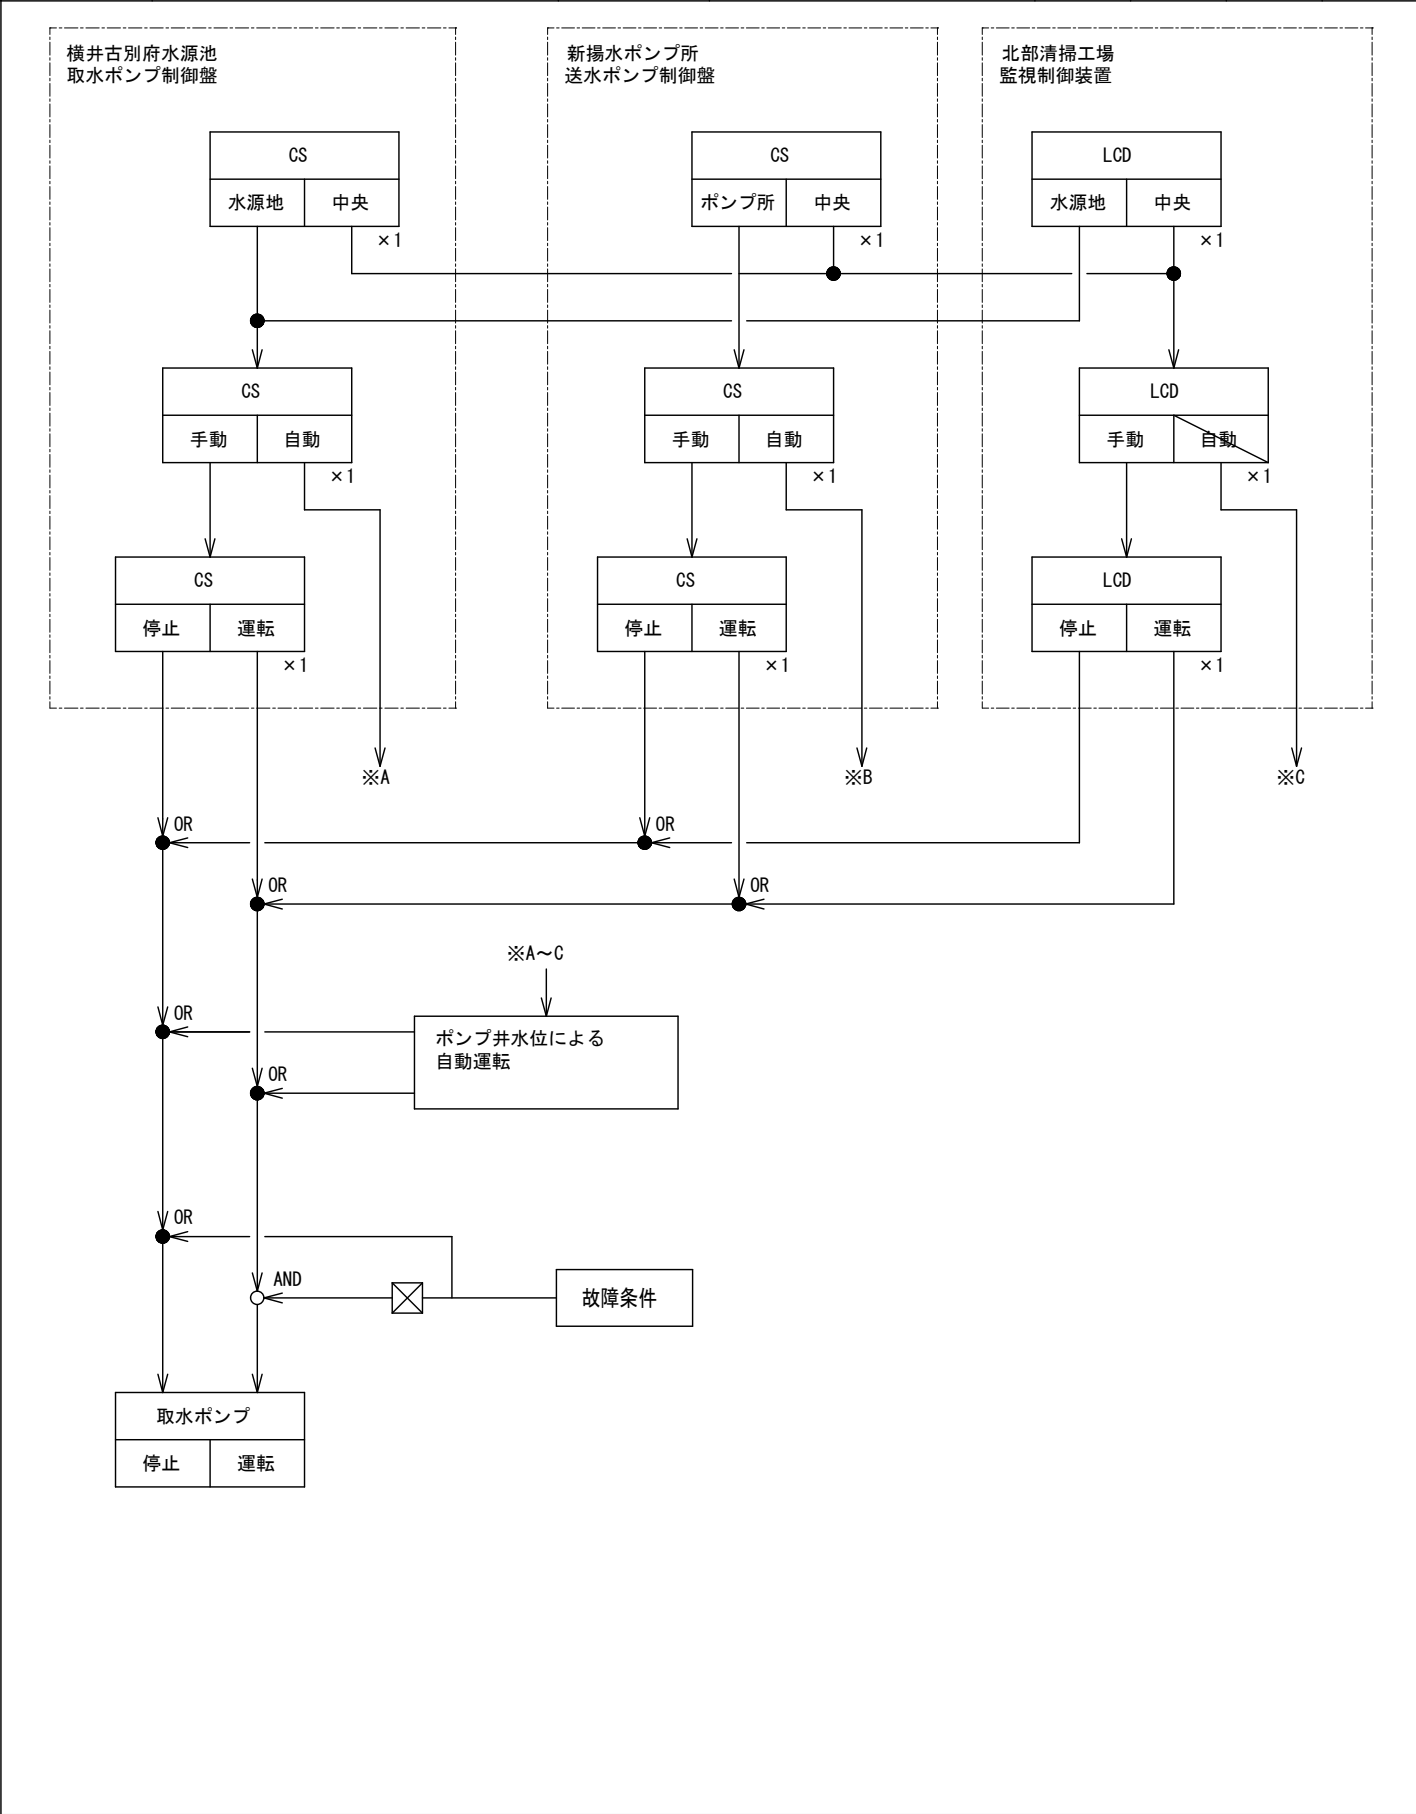 横井古別府水源池
取水ポンプ制御盤
新揚水ポンプ所
送水ポンプ制御盤
北部清掃工場
監視制御装置
CS
水源地 中央
×1
CS
ポンプ所 中央
×1
LCD
水源地 中央
×1
CS
手動 自動
×1
CS
手動 自動
×1
LCD
手動 自動
×1
CS
停止 運転
×1
CS
停止 運転
×1
LCD
停止 運転
×1
※A
※B
※C
OR
OR
OR
OR
※A～C
OR
ポンプ井水位による
自動運転
OR
OR
AND
故障条件
取水ポンプ
停止 運転